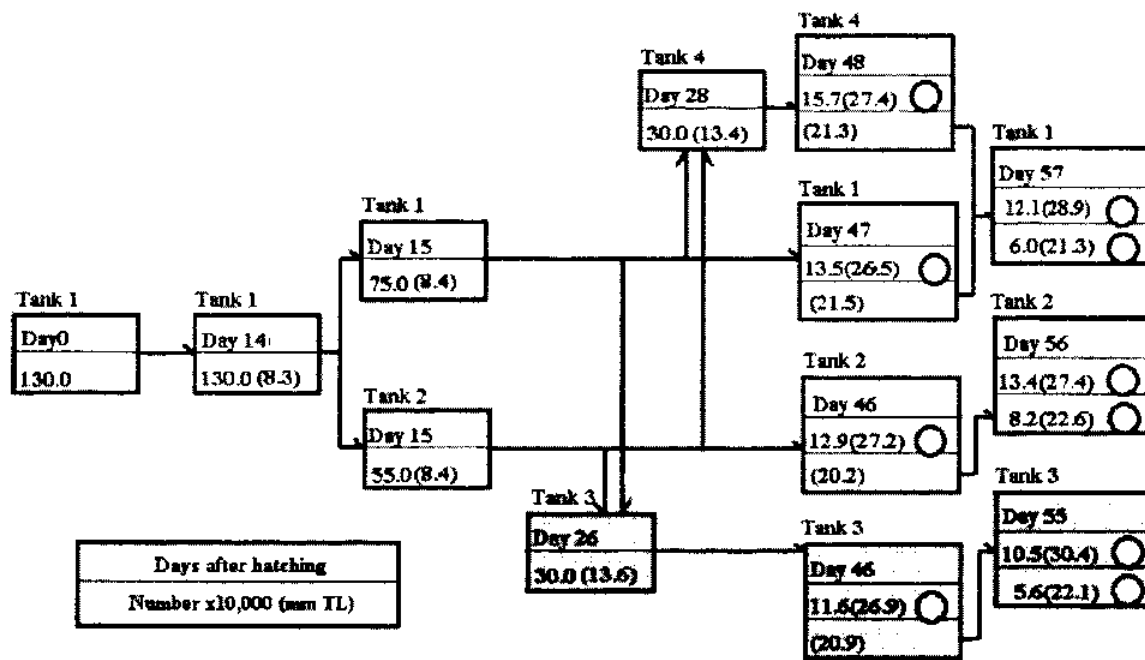 Tank 1
Day0
130.0
Tank 1
Day 14
130.0 (8.3)
Tank 1
Day 15
75.0 (8.4)
Tank 2
Day 15
55.0(8.4)
Tank 3
Day 26
30.0 (13.6)
Tank 4
Day 28
30.0 (13.4)
Tank 4
Day 48
15.7(27.4)
(21.3)
Tank 1
Day 47
13.5(26.5)
(21.5)
Tank 2
Day 46
12.9(27.2)
(20.2)
Tank 3
Day 46
11.6(26.9)
(20.9)
Tank 1
Day 57
12.1(28.9)
6.0(21.3)
Tank 2
Day 56
13.4(27.4)
8.2(22.6)
Tank 3
Day 55
10.5(30.4)
5.6(22.1)
Days after hatching
Number x10,000 (mm TL)